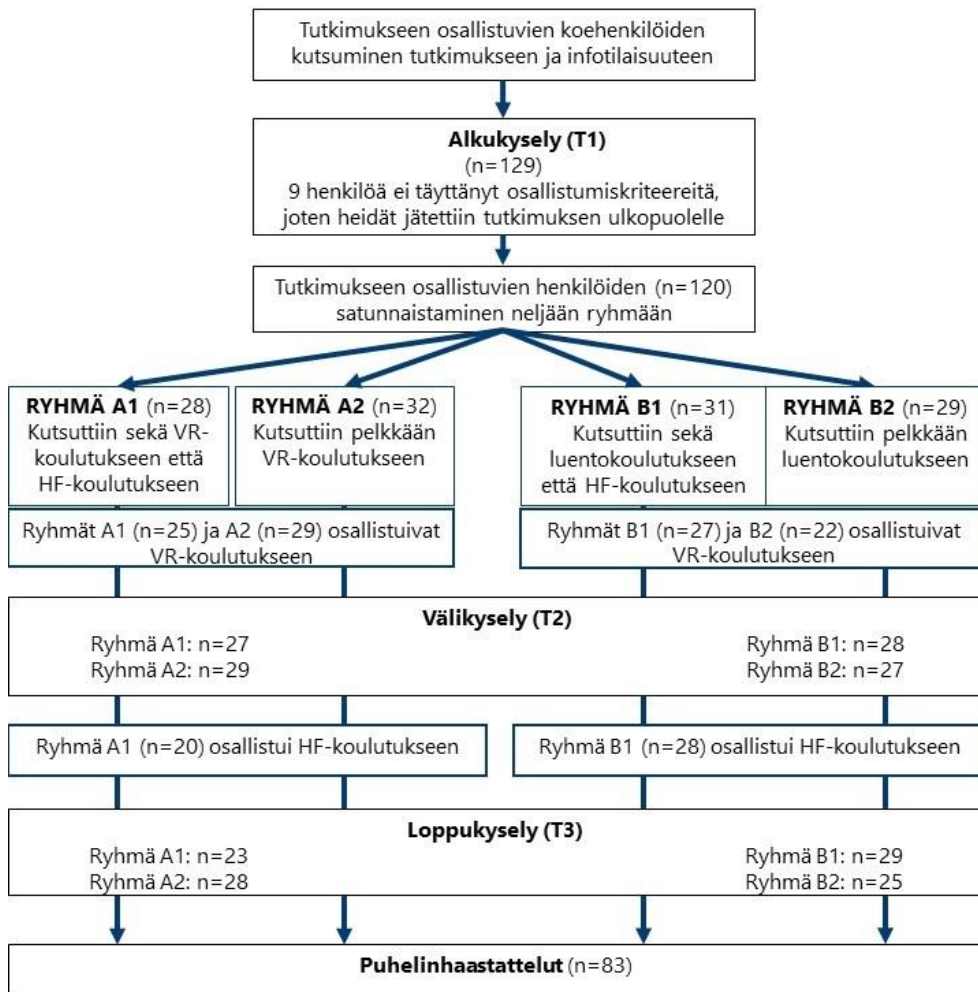 Tutkimukseen osallistuvien koehenkilöiden
kutsuminen tutkimukseen ja infotilaisuuteen
Alkukysely (T1)
(n=129)
9 henkilöä ei täyttänyt osallistumiskriteereitä,
joten heidät jätettiin tutkimuksen ulkopuolelle
Tutkimukseen osallistuvien henkilöiden (n=120)
satunnaistaminen neljään ryhmään
RYHMÄ A1 (n=28)
Kutsuttiin sekä VR-
koulutukseen että
HF-koulutukseen
RYHMÄ A2 (n=32)
Kutsuttiin pelkkään
VR-koulutukseen
RYHMÄ B1 (n=31)
Kutsuttiin sekä
luentokoulutukseen
että HF-koulutukseen
RYHMÄ B2 (n=29)
Kutsuttiin pelkkään
luentokoulutukseen
Ryhmät A1 (n=25) ja A2 (n=29) osallistuivat
VR-koulutukseen
Ryhmät B1 (n=27) ja B2 (n=22) osallistuivat
VR-koulutukseen
Välikysely (T2)
Ryhmä A1: n=27
Ryhmä A2: n=29
Ryhmä B1: n=28
Ryhmä B2: n=27
Ryhmä A1 (n=20) osallistui HF-koulutukseen
Ryhmä B1 (n=28) osallistui HF-koulutukseen
Loppukysely (T3)
Ryhmä A1: n=23
Ryhmä A2: n=28
Ryhmä B1: n=29
Ryhmä B2: n=25
Puhelinhaastattelut (n=83)